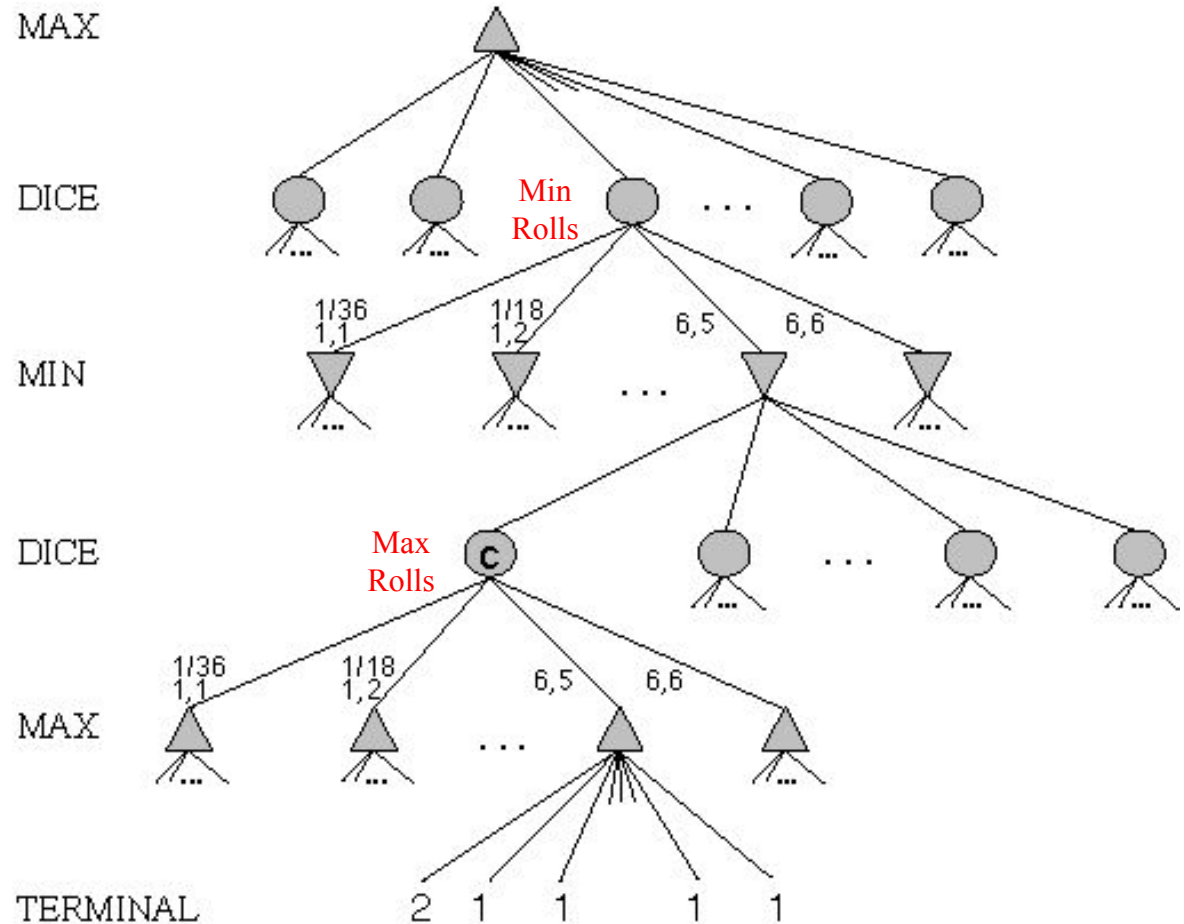 MAX
DICE
Min
Rolls
. . .
... ... ... ...
1/36 1/18
1,1 1,2 6,5 6,6
MIN
. . .
... ... ...
DICE
Max
Rolls
C
. . .
... ... ...
1/36 1/18
1,1 1,2 6,5 6,6
MAX
. . .
... ... ...
TERMINAL 2 1 1 1 1